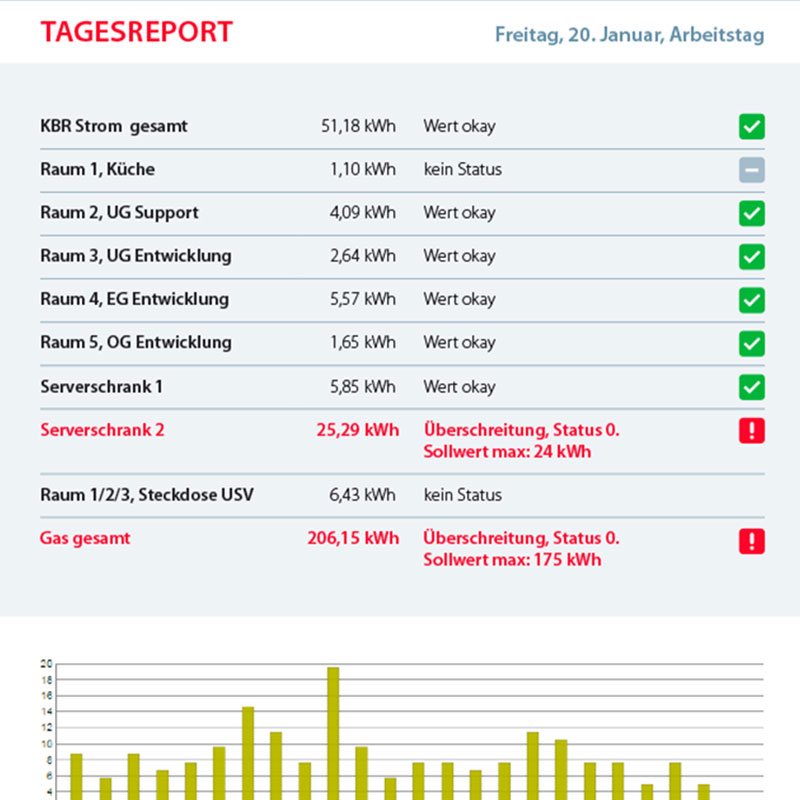 TAGESREPORT
Freitag, 20. Januar, Arbeitstag
KBR Strom gesamt 51,18 kWh Wert okay
Raum 1, Küche 1,10 kWh kein Status
Raum 2, UG Support 4,09 kWh Wert okay
Raum 3, UG Entwicklung 2,64 kWh Wert okay
Raum 4, EG Entwicklung 5,57 kWh Wert okay
Raum 5, OG Entwicklung 1,65 kWh Wert okay
Serverschrank 1 5,85 kWh Wert okay
Serverschrank 2 25,29 kWh Überschreitung, Status 0.
Sollwert max: 24 kWh
Raum 1/2/3, Steckdose USV 6,43 kWh kein Status
Gas gesamt 206,15 kWh Überschreitung, Status 0.
Sollwert max: 175 kWh
20
18
16
14
12
10
8
6
4